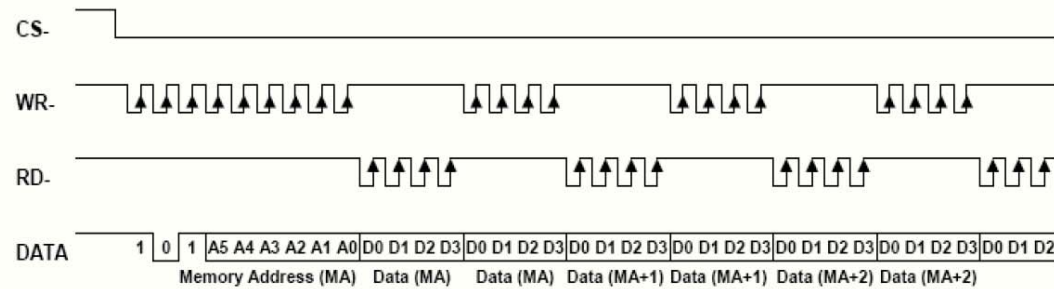 CS-
WR-
RD-
DATA 1 0 1 A5 A4 A3 A2 A1 A0 D0 D1 D2 D3 D0 D1 D2 D3 D0 D1 D2 D3 D0 D1 D2 D3 D0 D1 D2 D3 D0 D1 D2 D3 D0 D1 D2
Memory Address (MA) Data (MA) Data (MA) Data (MA+1) Data (MA+1) Data (MA+2) Data (MA+2)